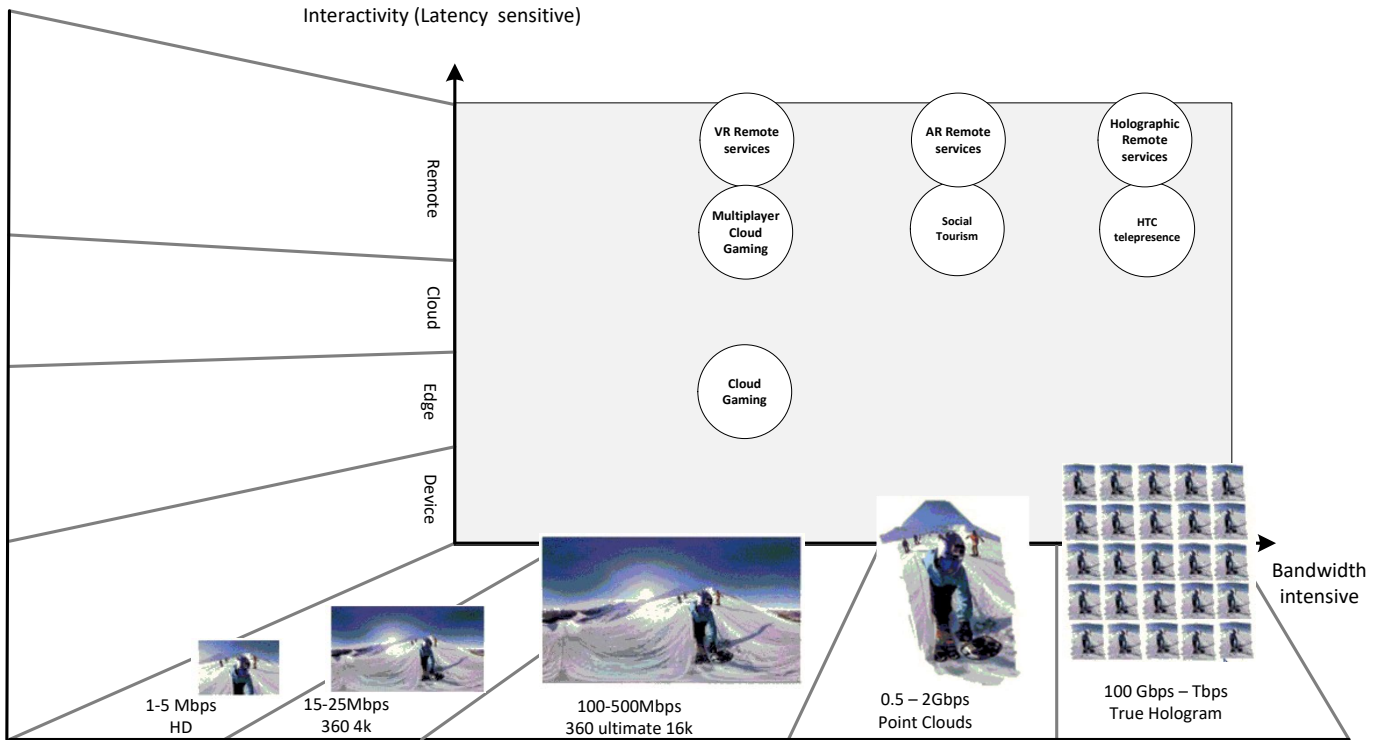 Interactivity (Latency sensitive)
Remote
Cloud
Edge
Device
VR Remote
services
AR Remote
services
Holographic
Remote
services
Multiplayer
Cloud
Gaming
Social
Tourism
HTC
telepresence
Cloud
Gaming
Bandwidth
intensive
1-5 Mbps
HD
15-25Mbps
360 4k
100-500Mbps
360 ultimate 16k
0.5 – 2Gbps
Point Clouds
100 Gbps – Tbps
True Hologram